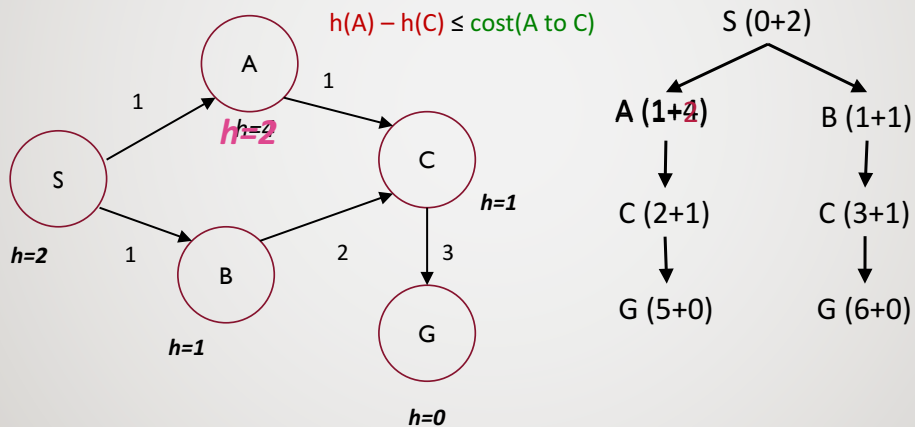 h(A) – h(C) ≤ cost(A to C)
S (0+2)
A
1
1
h=4
h=2
A (1+2)
B (1+1)
C
S
h=1
C (2+1)
C (3+1)
h=2
1
B
2
3
h=1
G
G (5+0)
G (6+0)
h=0